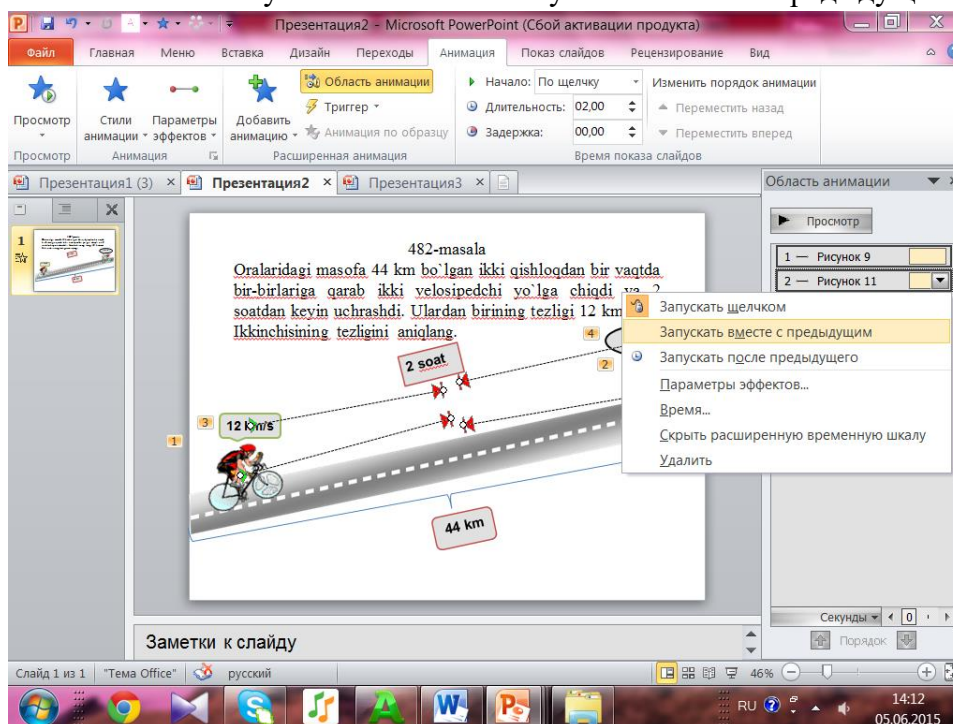 Презентация2 - Microsoft PowerPoint (Сбой активации продукта)
Файл Главная Меню Вставка Дизайн Переходы Анимация Показ слайдов Рецензирование Вид
Просмотр
Стили анимации
Параметры эффектов
Добавить анимацию
Область анимации
Триггер
Анимация по образцу
Начало: По щелчку
Длительность: 02,00
Задержка: 00,00
Изменить порядок анимации
Переместить назад
Переместить вперед
Просмотр Анимация Расширенная анимация Время показа слайдов
Презентация1 (3) Презентация2 Презентация3
Область анимации
Просмотр
1 — Рисунок 9
2 — Рисунок 11
1
482-masala
Oralaridagi masofa 44 km bo`lgan ikki qishloqdan bir vaqtda
bir-birlariga qarab ikki velosipedchi yo`lga chiqdi va 2
soatdan keyin uchrashdi. Ulardan birining tezligi 12 km
Ikkinchisining tezligini aniqlang.
4
2 soat
2
3
12 km/s
1
44 km
Запускать щелчком
Запускать вместе с предыдущим
Запускать после предыдущего
Параметры эффектов...
Время...
Скрыть расширенную временную шкалу
Удалить
Секунды 0
Порядок
Заметки к слайду
Слайд 1 из 1 "Тема Office" русский 46%
RU 14:12
05.06.2015